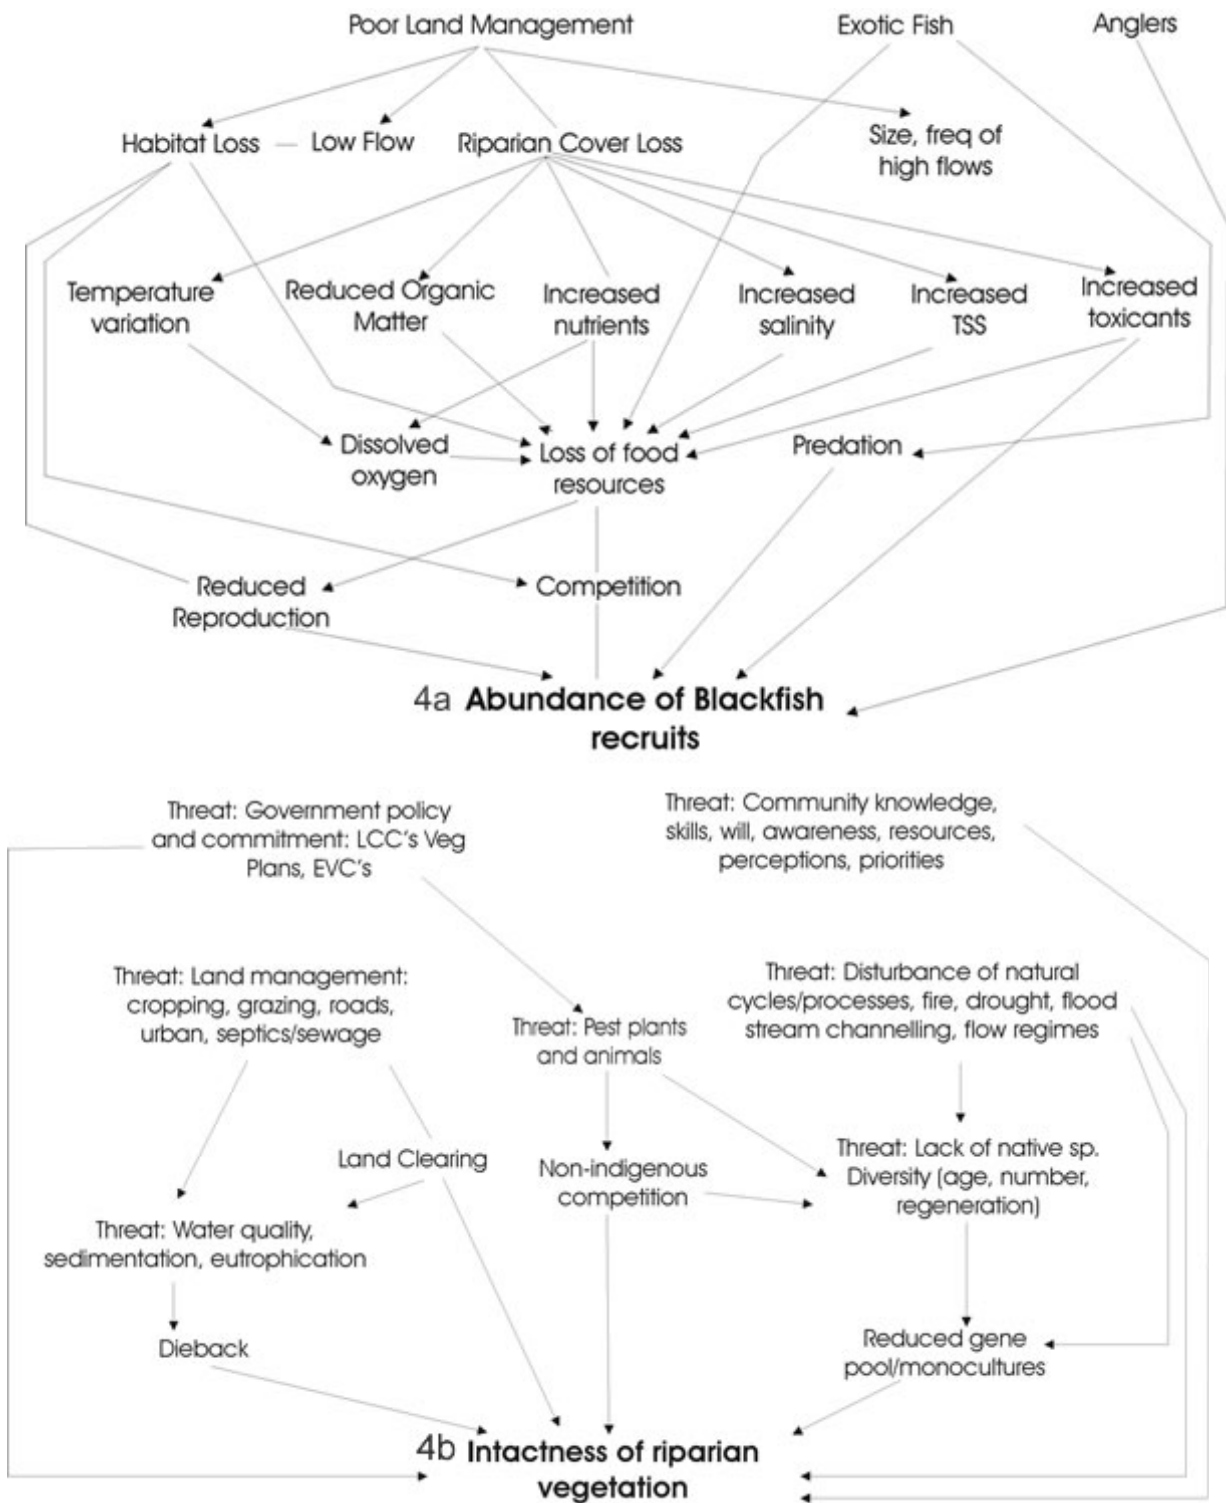 Poor Land Management
Exotic Fish
Anglers
Habitat Loss
Low Flow
Riparian Cover Loss
Size, freq of
high flows
Temperature
variation
Reduced Organic
Matter
Increased
nutrients
Increased
salinity
Increased
TSS
Increased
toxicants
Dissolved
oxygen
Loss of food
resources
Predation
Reduced
Reproduction
Competition
4a Abundance of Blackfish
recruits
Threat: Government policy
and commitment: LCC's Veg
Plans, EVC's
Threat: Community knowledge,
skills, will, awareness, resources,
perceptions, priorities
Threat: Land management:
cropping, grazing, roads,
urban, septics/sewage
Threat: Pest plants
and animals
Threat: Disturbance of natural
cycles/processes, fire, drought, flood
stream channelling, flow regimes
Land Clearing
Non-indigenous
competition
Threat: Lack of native sp.
Diversity (age, number,
regeneration)
Threat: Water quality,
sedimentation, eutrophication
Dieback
Reduced gene
pool/monocultures
4b Intactness of riparian
vegetation